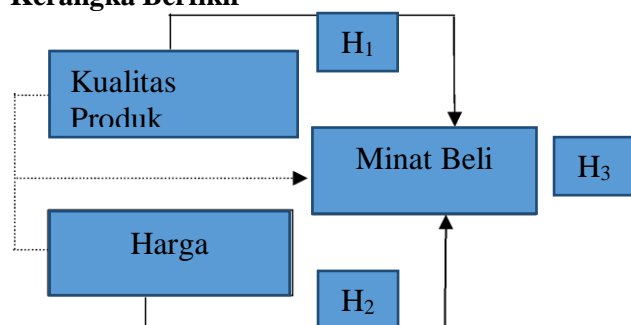 Kerangka Berfikir
H₁
Kualitas
Produk
Minat Beli
H₃
Harga
H₂